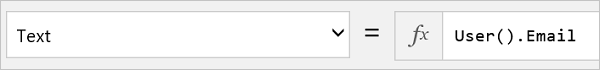 Text = fx User().Email